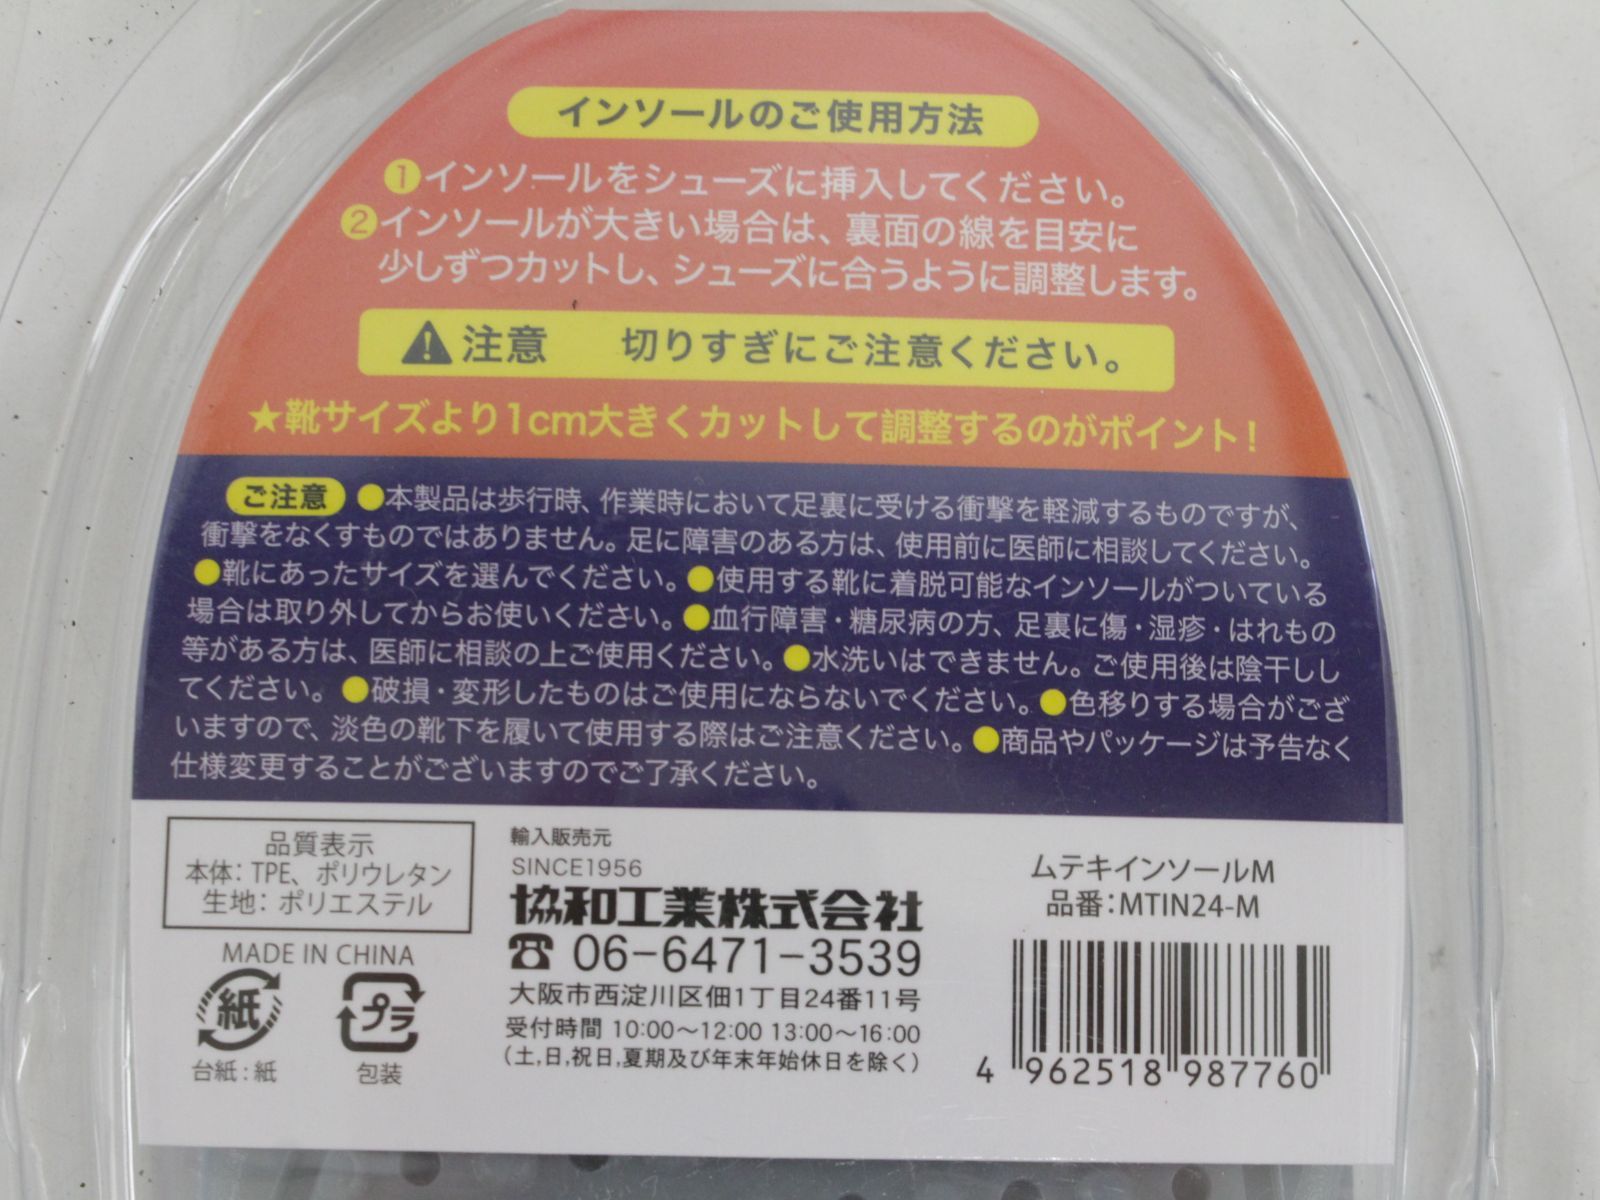 インソールのご使用方法
①インソールをシューズに挿入してください。
②インソールが大きい場合は、裏面の線を目安に
少しずつカットし、シューズに合うように調整します。
注意 切りすぎにご注意ください。
★靴サイズより1cm大きくカットして調整するのがポイント!
ご注意 ●本製品は歩行時、作業時において足裏に受ける衝撃を軽減するものですが、
衝撃をなくすものではありません。足に障害のある方は、使用前に医師に相談してください。
●靴にあったサイズを選んでください。●使用する靴に着脱可能なインソールがついている
場合は取り外してからお使いください。●血行障害・糖尿病の方、足裏に傷・湿疹・はれもの
等がある方は、医師に相談の上ご使用ください。●水洗いはできません。ご使用後は陰干しし
てください。●破損・変形したものはご使用にならないでください。●色移りする場合がござ
いますので、淡色の靴下を履いて使用する際はご注意ください。●商品やパッケージは予告なく
仕様変更することがございますのでご了承ください。
品質表示
本体：TPE、ポリウレタン
生地：ポリエステル
MADE IN CHINA
紙
プラ
台紙：紙
包装
輸入販売元
SINCE1956
協和工業株式会社
☎ 06-6471-3539
大阪市西淀川区佃1丁目24番11号
受付時間 10:00～12:00 13:00～16:00
（土,日,祝日,夏期及び年末年始休日を除く）
ムテキインソールM
品番：MTIN24-M
4 962518 987760